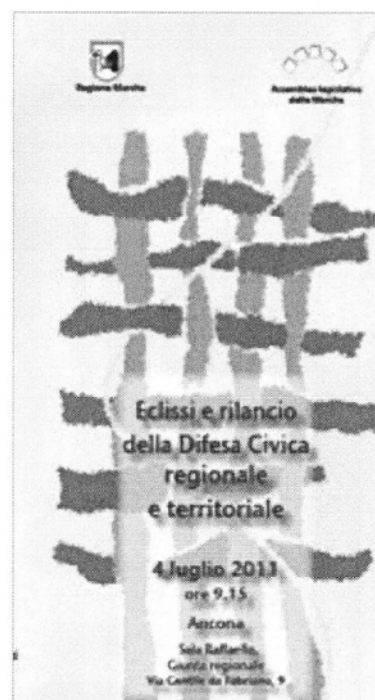 Regione Marche
Assemblea legislativa
delle Marche
Eclissi e rilancio
della Difesa Civica
regionale
e territoriale
4 luglio 2011
ore 9,15
Ancona
Sala Raffaello,
Giunta regionale
Via Gentile da Fabriano, 9